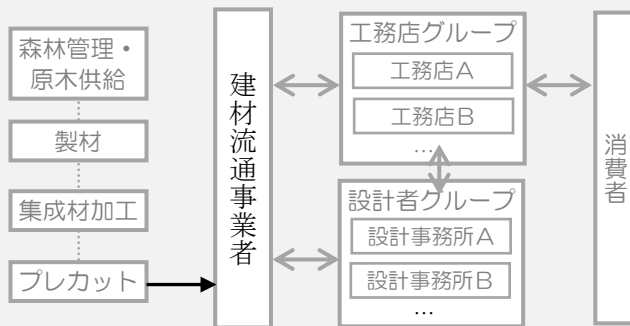 森林管理・
原木供給
製材
集成材加工
プレカット
建材流通事業者
工務店グループ
工務店A
工務店B
…
設計者グループ
設計事務所A
設計事務所B
…
消費者